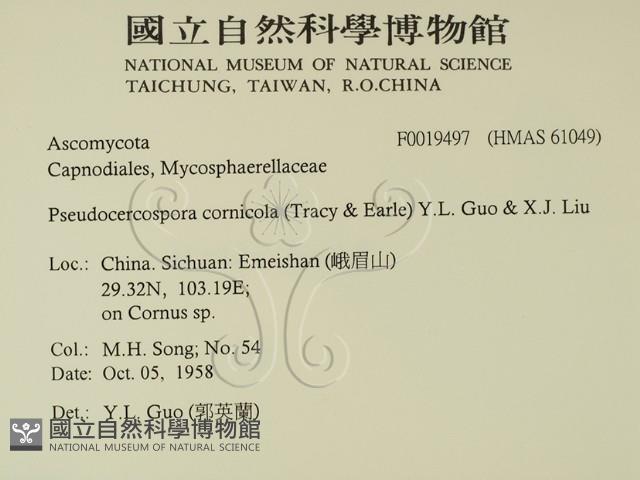 國立自然科學博物館
NATIONAL MUSEUM OF NATURAL SCIENCE
TAICHUNG, TAIWAN, R.O.CHINA
Ascomycota F0019497 (HMAS 61049)
Capnodiales, Mycosphaerellaceae
Pseudocercospora cornicola (Tracy & Earle) Y.L. Guo & X.J. Liu
Loc.: China. Sichuan: Emeishan (峨眉山)
29.32N, 103.19E;
on Cornus sp.
Col.: M.H. Song; No. 54
Date: Oct. 05, 1958
Det.: Y.L. Guo (郭英蘭)
國立自然科學博物館
NATIONAL MUSEUM OF NATURAL SCIENCE